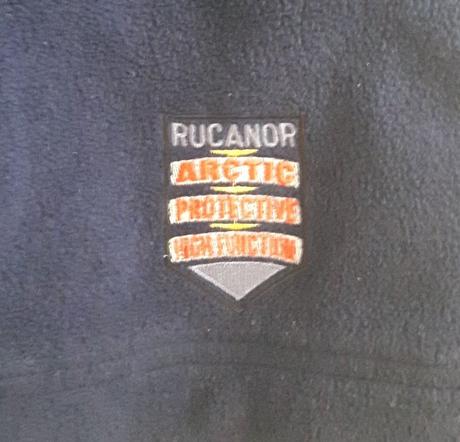 RUCANOR
ARCTIC
PROTECTIVE
HIGH FUNCTION